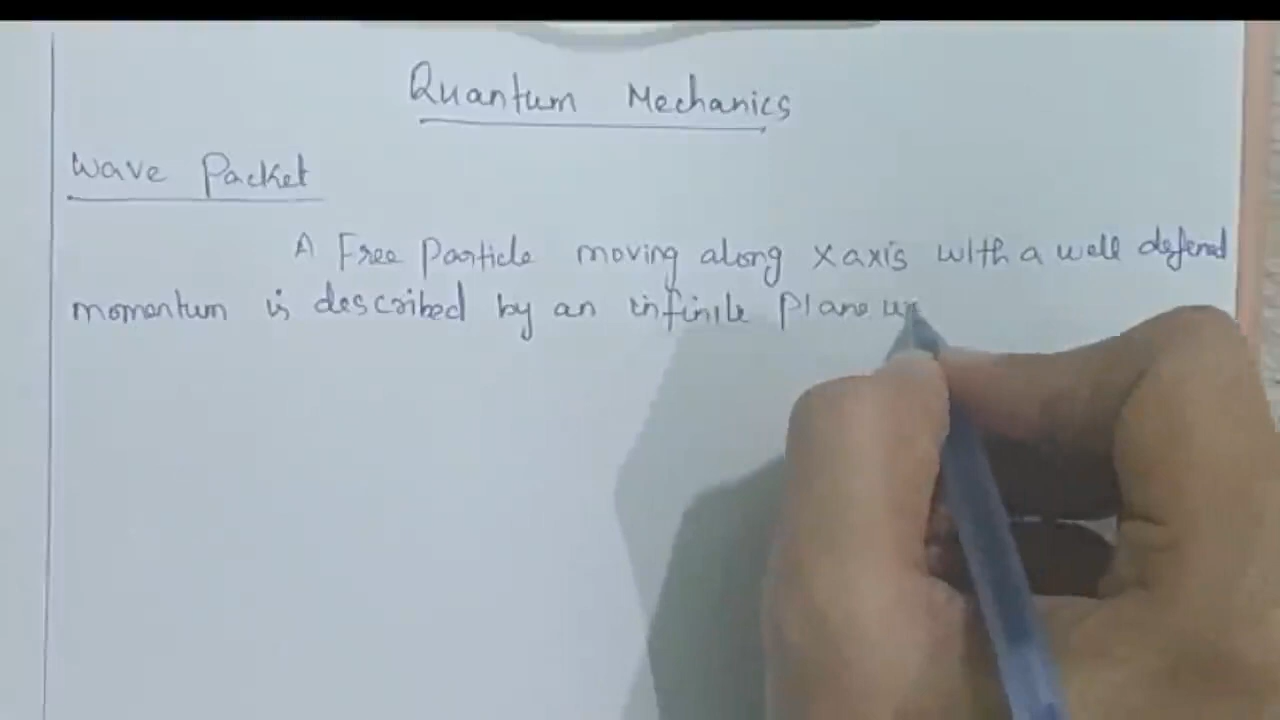 Quantum Mechanics
Wave Packet
A Free Particle moving along x axis with a well defined
momentum is described by an infinite Plane